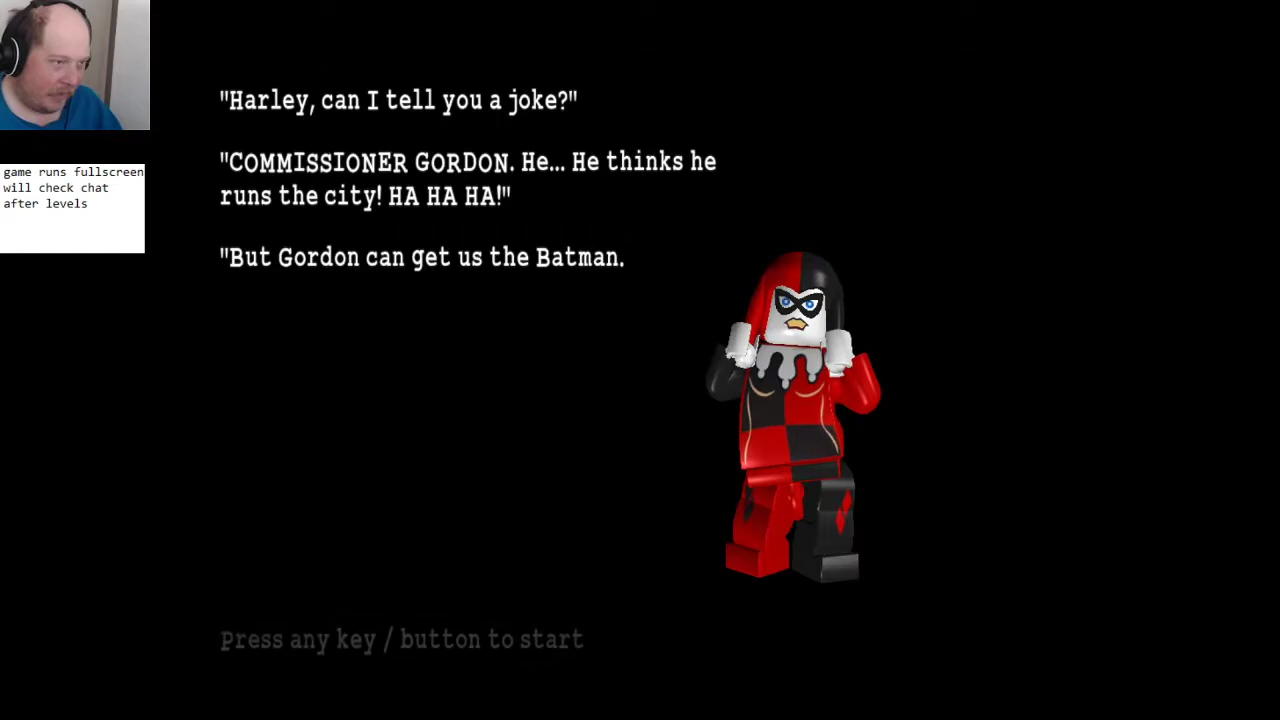 "Harley, can I tell you a joke?"
"COMMISSIONER GORDON. He... He thinks he
runs the city! HA HA HA!"
"But Gordon can get us the Batman.
game runs fullscreen
will check chat
after levels
Press any key / button to start